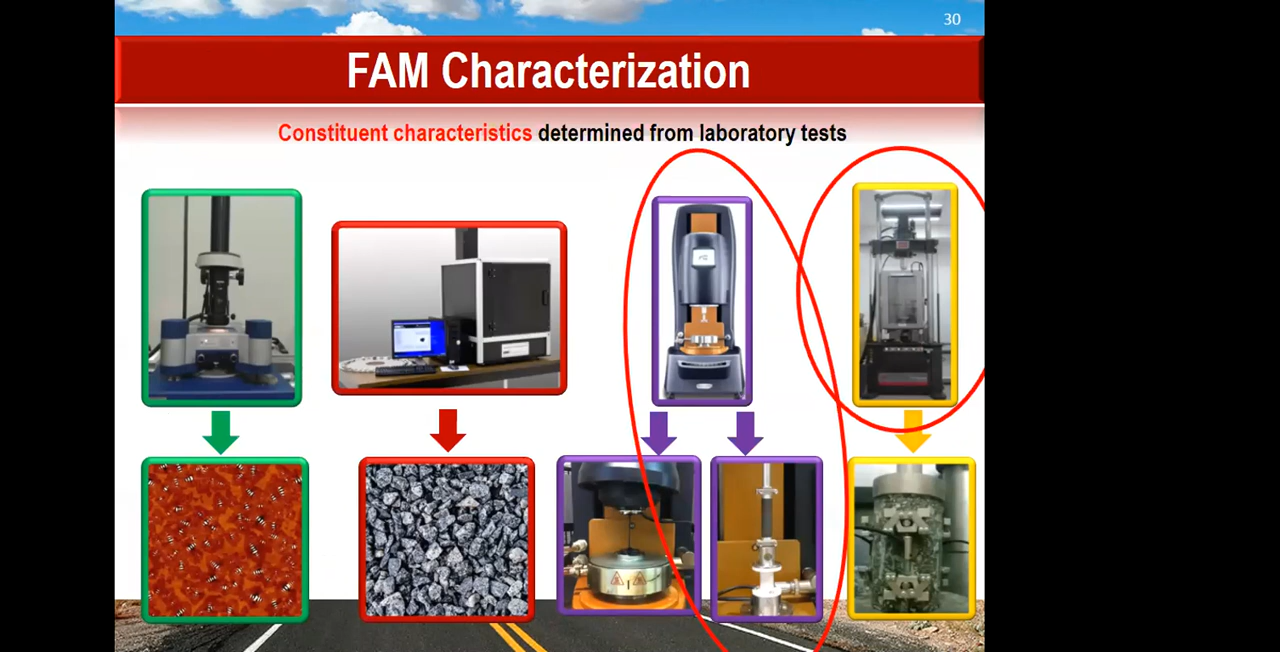 30
FAM Characterization
Constituent characteristics determined from laboratory tests